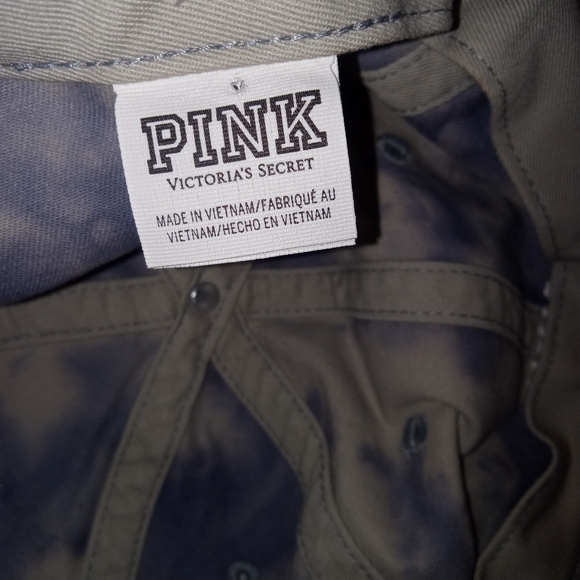 PINK
VICTORIA'S SECRET
MADE IN VIETNAM/FABRIQUÉ AU
VIETNAM/HECHO EN VIETNAM